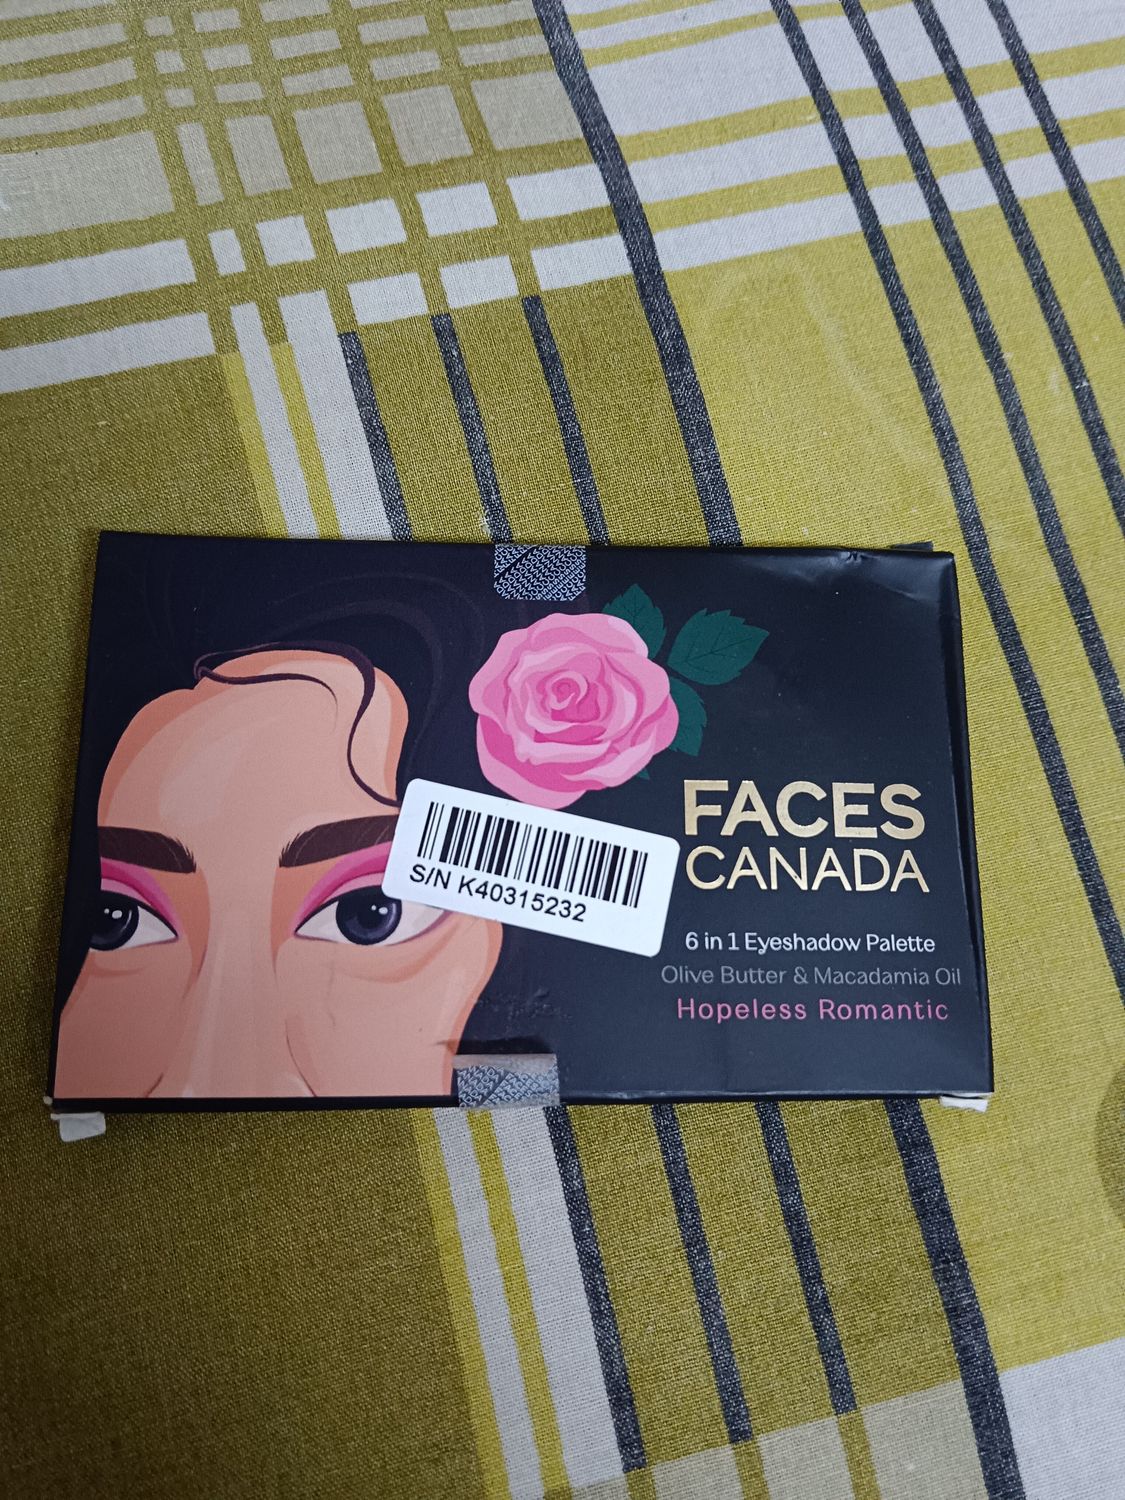 FACES
CANADA
S/N K40315232
6 in 1 Eyeshadow Palette
Olive Butter & Macadamia Oil
Hopeless Romantic